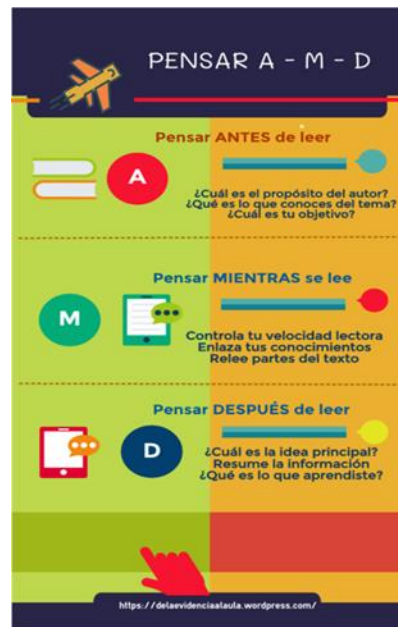 PENSAR A - M - D
Pensar ANTES de leer
A
¿Cuál es el propósito del autor?
¿Qué es lo que conoces del tema?
¿Cuál es tu objetivo?
Pensar MIENTRAS se lee
M
Controla tu velocidad lectora
Enlaza tus conocimientos
Relee partes del texto
Pensar DESPUÉS de leer
D
¿Cuál es la idea principal?
Resume la información
¿Qué es lo que aprendiste?
https://delaevidenciaalaula.wordpress.com/